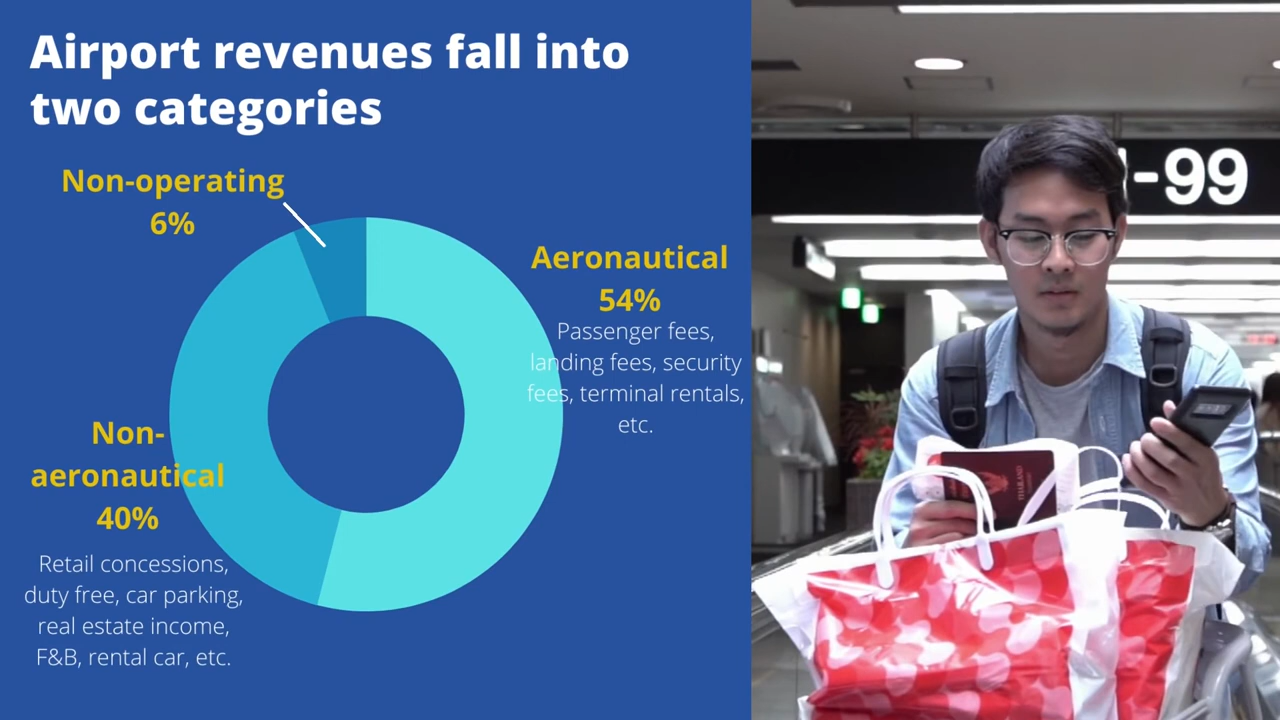 Airport revenues fall into
two categories
Non-operating
6%
Aeronautical
54%
Passenger fees,
landing fees, security
fees, terminal rentals,
etc.
Non-
aeronautical
40%
Retail concessions,
duty free, car parking,
real estate income,
F&B, rental car, etc.
-99
THAILAND